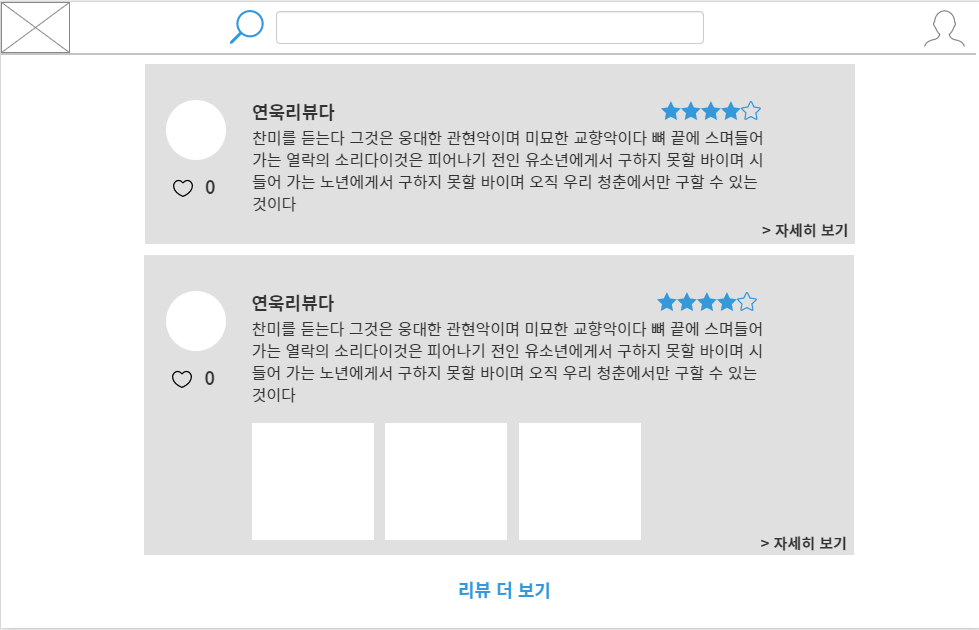 연욱리뷰다
찬미를 듣는다 그것은 웅대한 관현악이며 미묘한 교향악이다 뼈 끝에 스며들어
가는 열락의 소리다이것은 피어나기 전인 유소년에게서 구하지 못할 바이며 시
들어 가는 노년에게서 구하지 못할 바이며 오직 우리 청춘에서만 구할 수 있는
것이다
0
> 자세히 보기
연욱리뷰다
찬미를 듣는다 그것은 웅대한 관현악이며 미묘한 교향악이다 뼈 끝에 스며들어
가는 열락의 소리다이것은 피어나기 전인 유소년에게서 구하지 못할 바이며 시
들어 가는 노년에게서 구하지 못할 바이며 오직 우리 청춘에서만 구할 수 있는
것이다
0
> 자세히 보기
리뷰 더 보기